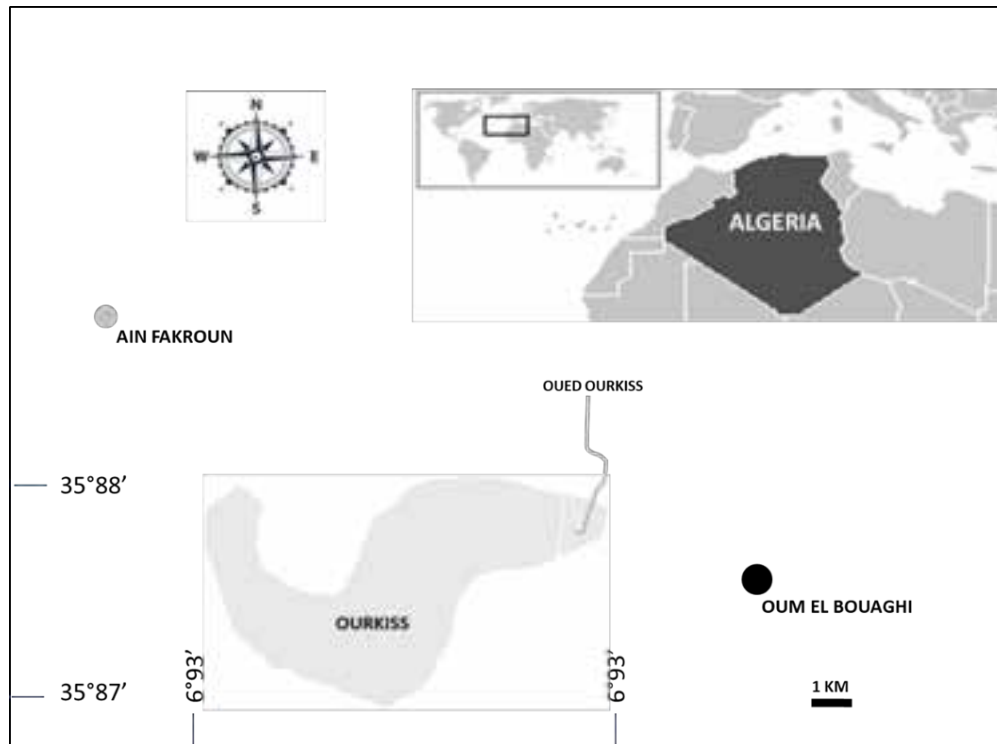 N
W E
S
ALGERIA
AIN FAKROUN
OUED OURKISS
35°88’
OURKISS
OUM EL BOUAGHI
35°87’
6°93’
6°93’
1 KM